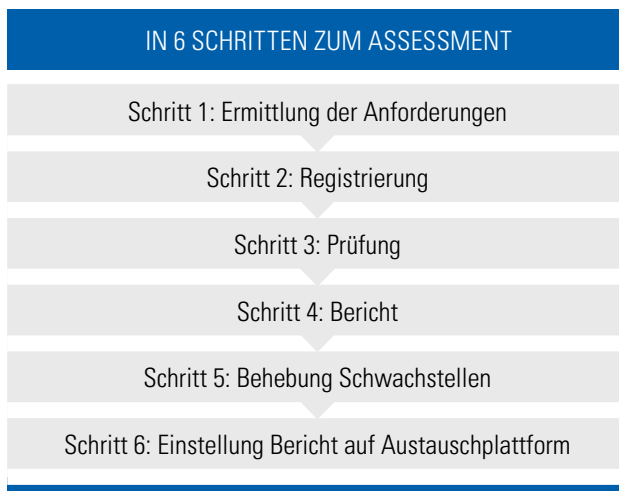 IN 6 SCHRITTEN ZUM ASSESSMENT
Schritt 1: Ermittlung der Anforderungen
Schritt 2: Registrierung
Schritt 3: Prüfung
Schritt 4: Bericht
Schritt 5: Behebung Schwachstellen
Schritt 6: Einstellung Bericht auf Austauschplattform